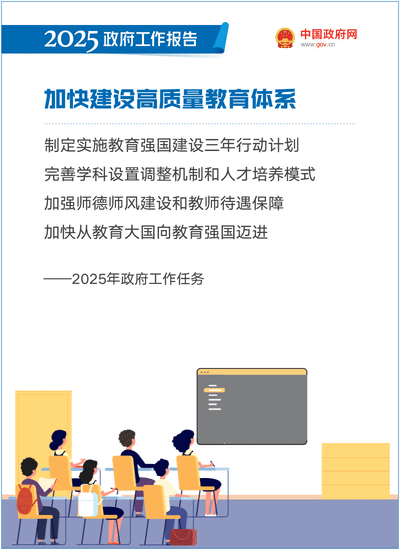 2025 政府工作报告
中国政府网
www.gov.cn
加快建设高质量教育体系
制定实施教育强国建设三年行动计划
完善学科设置调整机制和人才培养模式
加强师德师风建设和教师待遇保障
加快从教育大国向教育强国迈进
——2025年政府工作任务